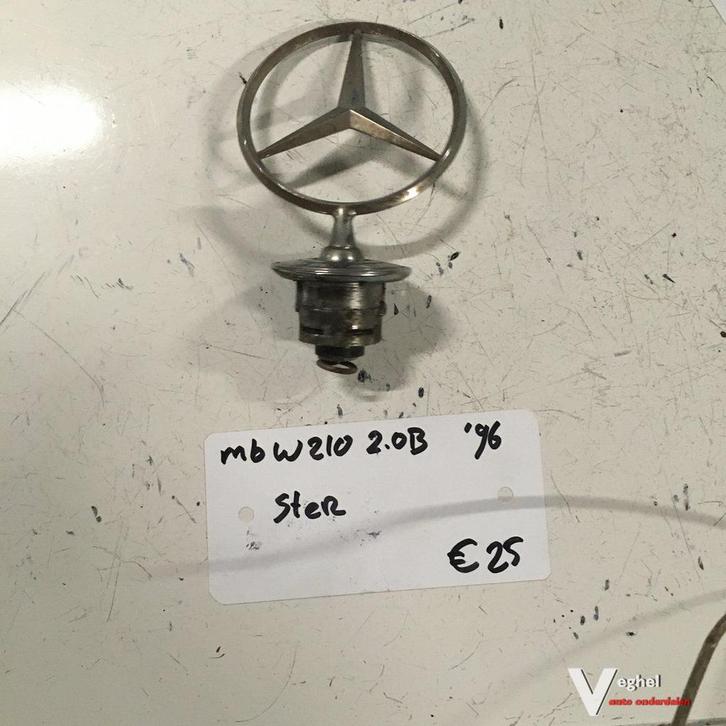 mb W210 2.0B '96
Ster
€25
Veghel
auto onderdelen